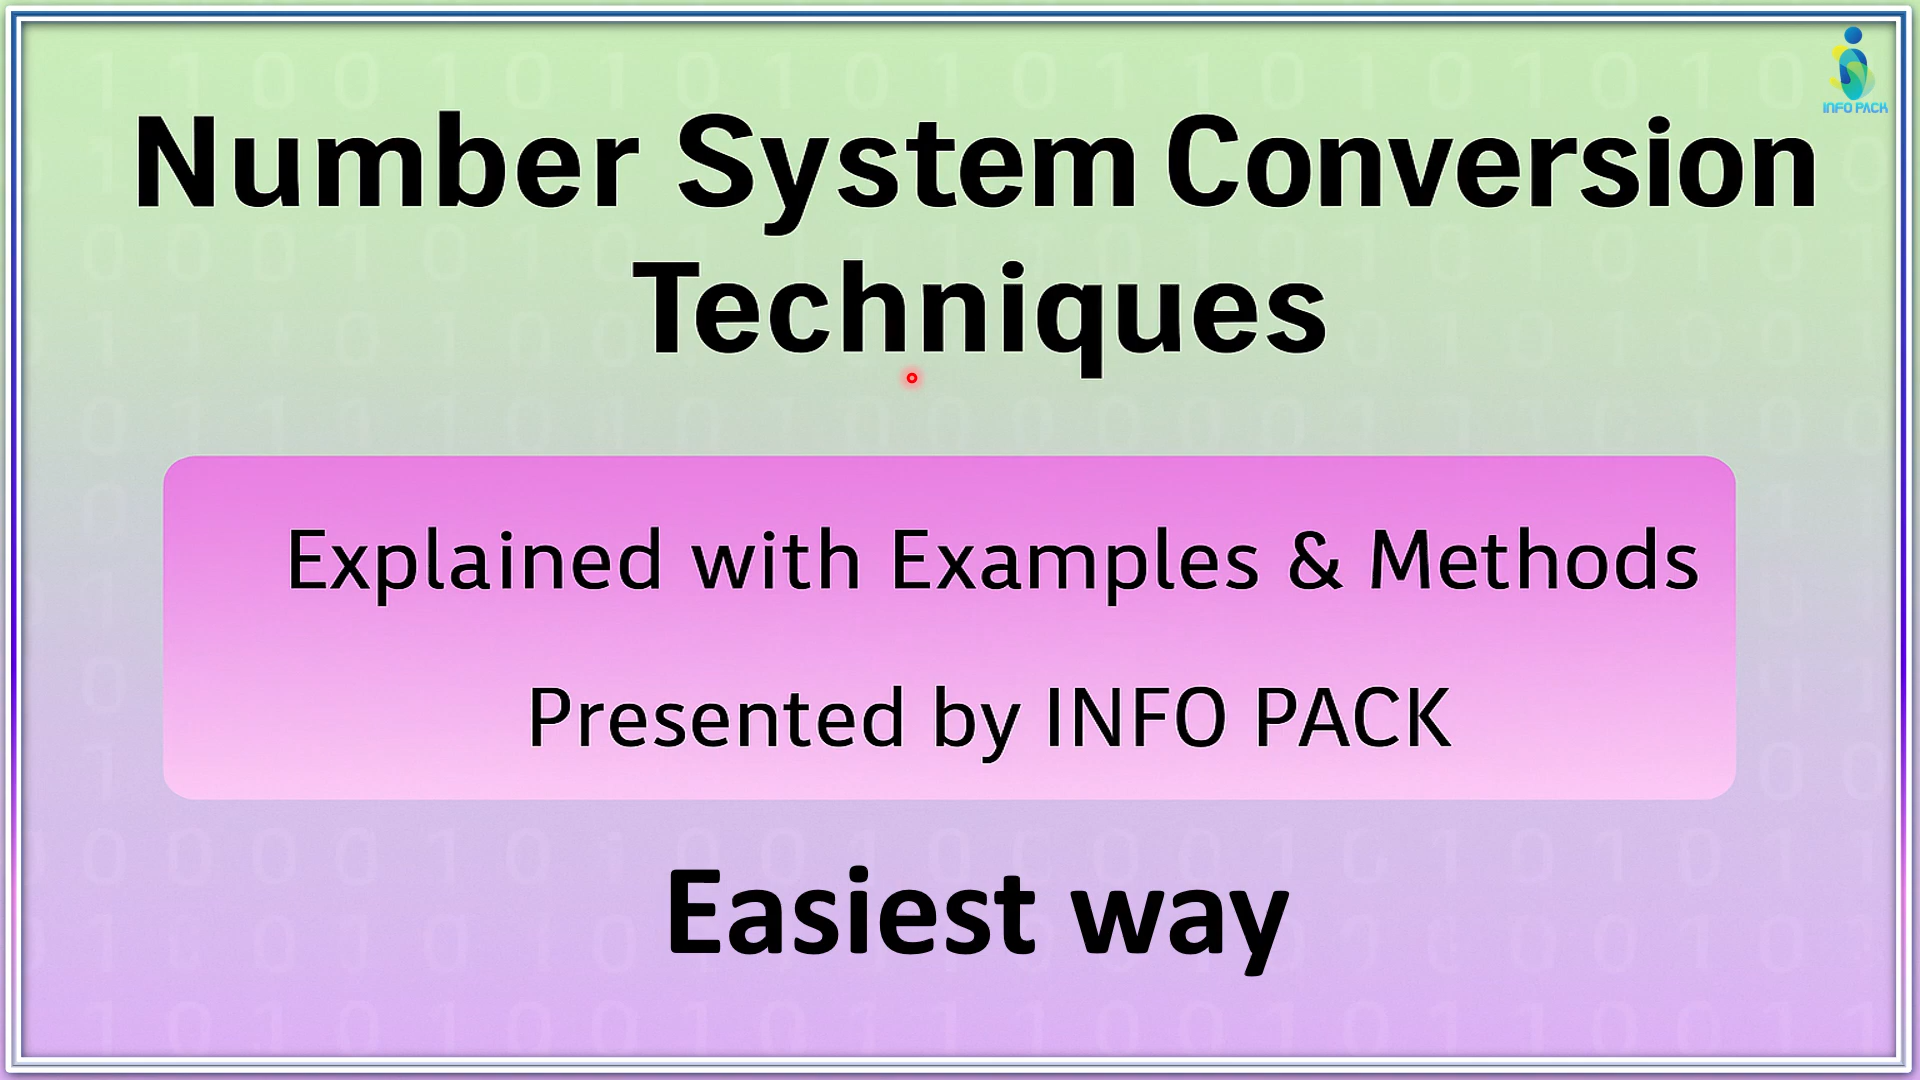 INFO PACK
Number System Conversion
Techniques
Explained with Examples & Methods
Presented by INFO PACK
Easiest way